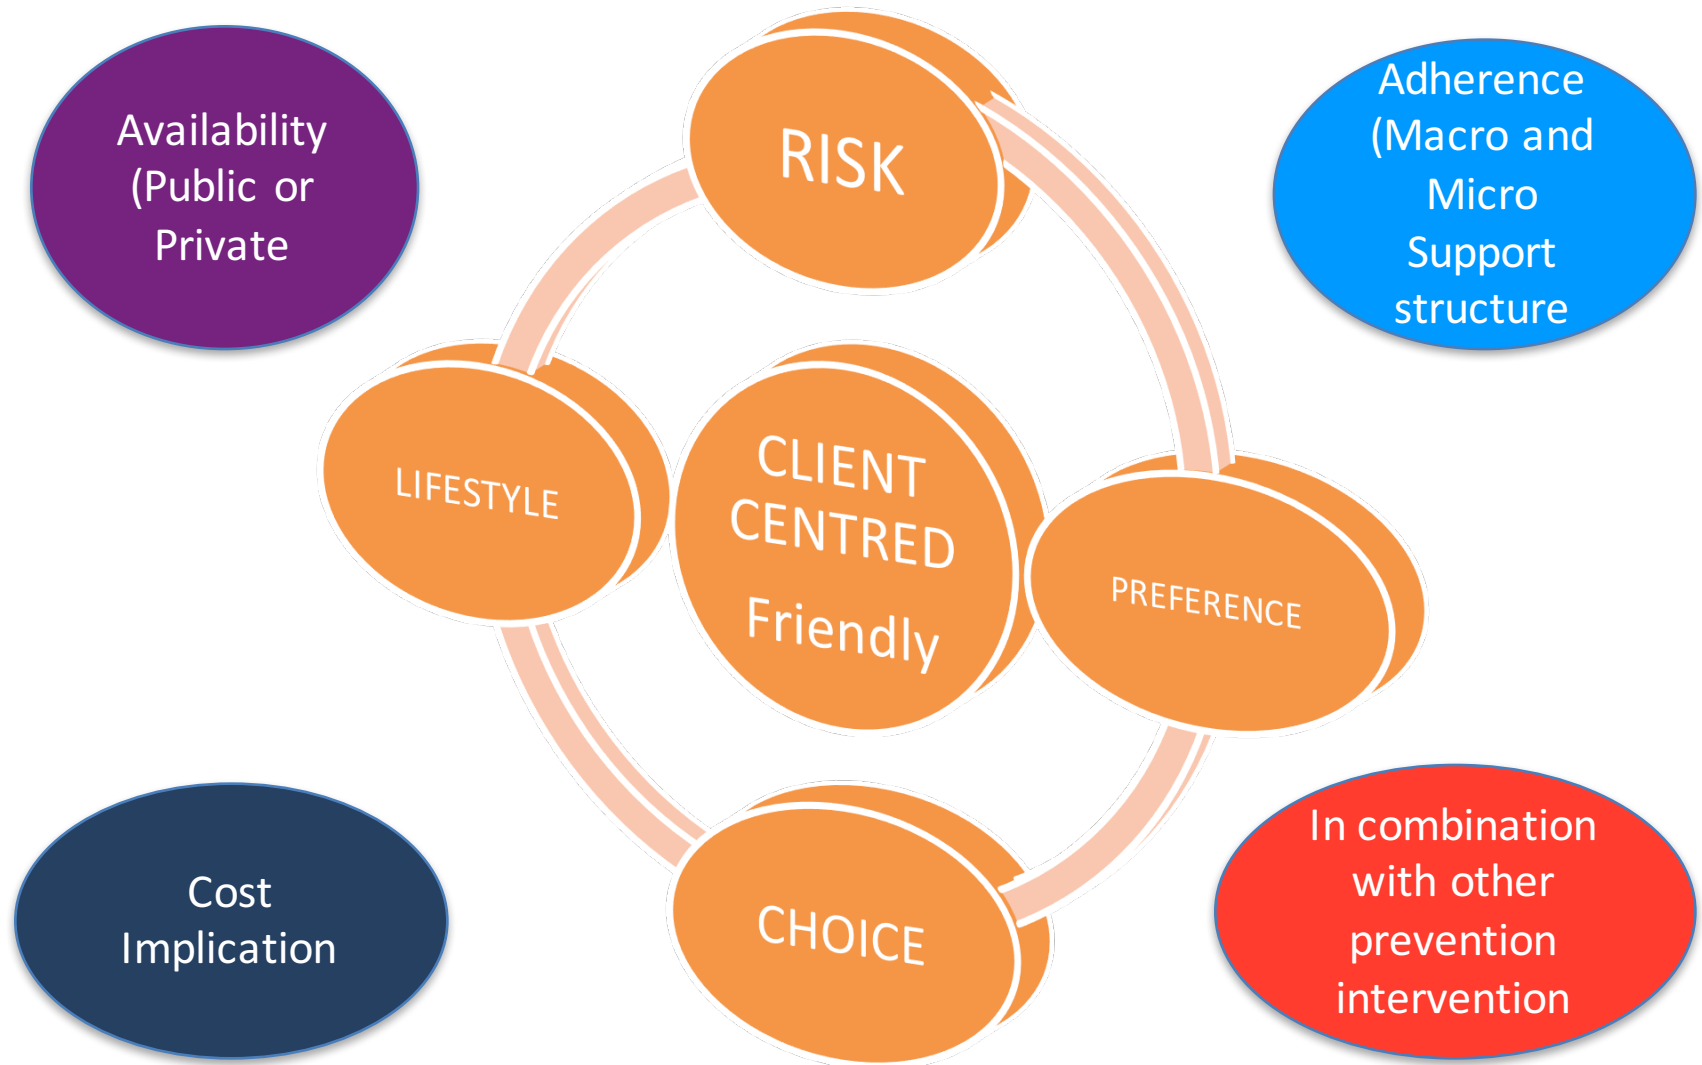 Availability
(Public or
Private
RISK
Adherence
(Macro and
Micro
Support
structure
LIFESTYLE
CLIENT
CENTRED
Friendly
PREFERENCE
Cost
Implication
CHOICE
In combination
with other
prevention
intervention